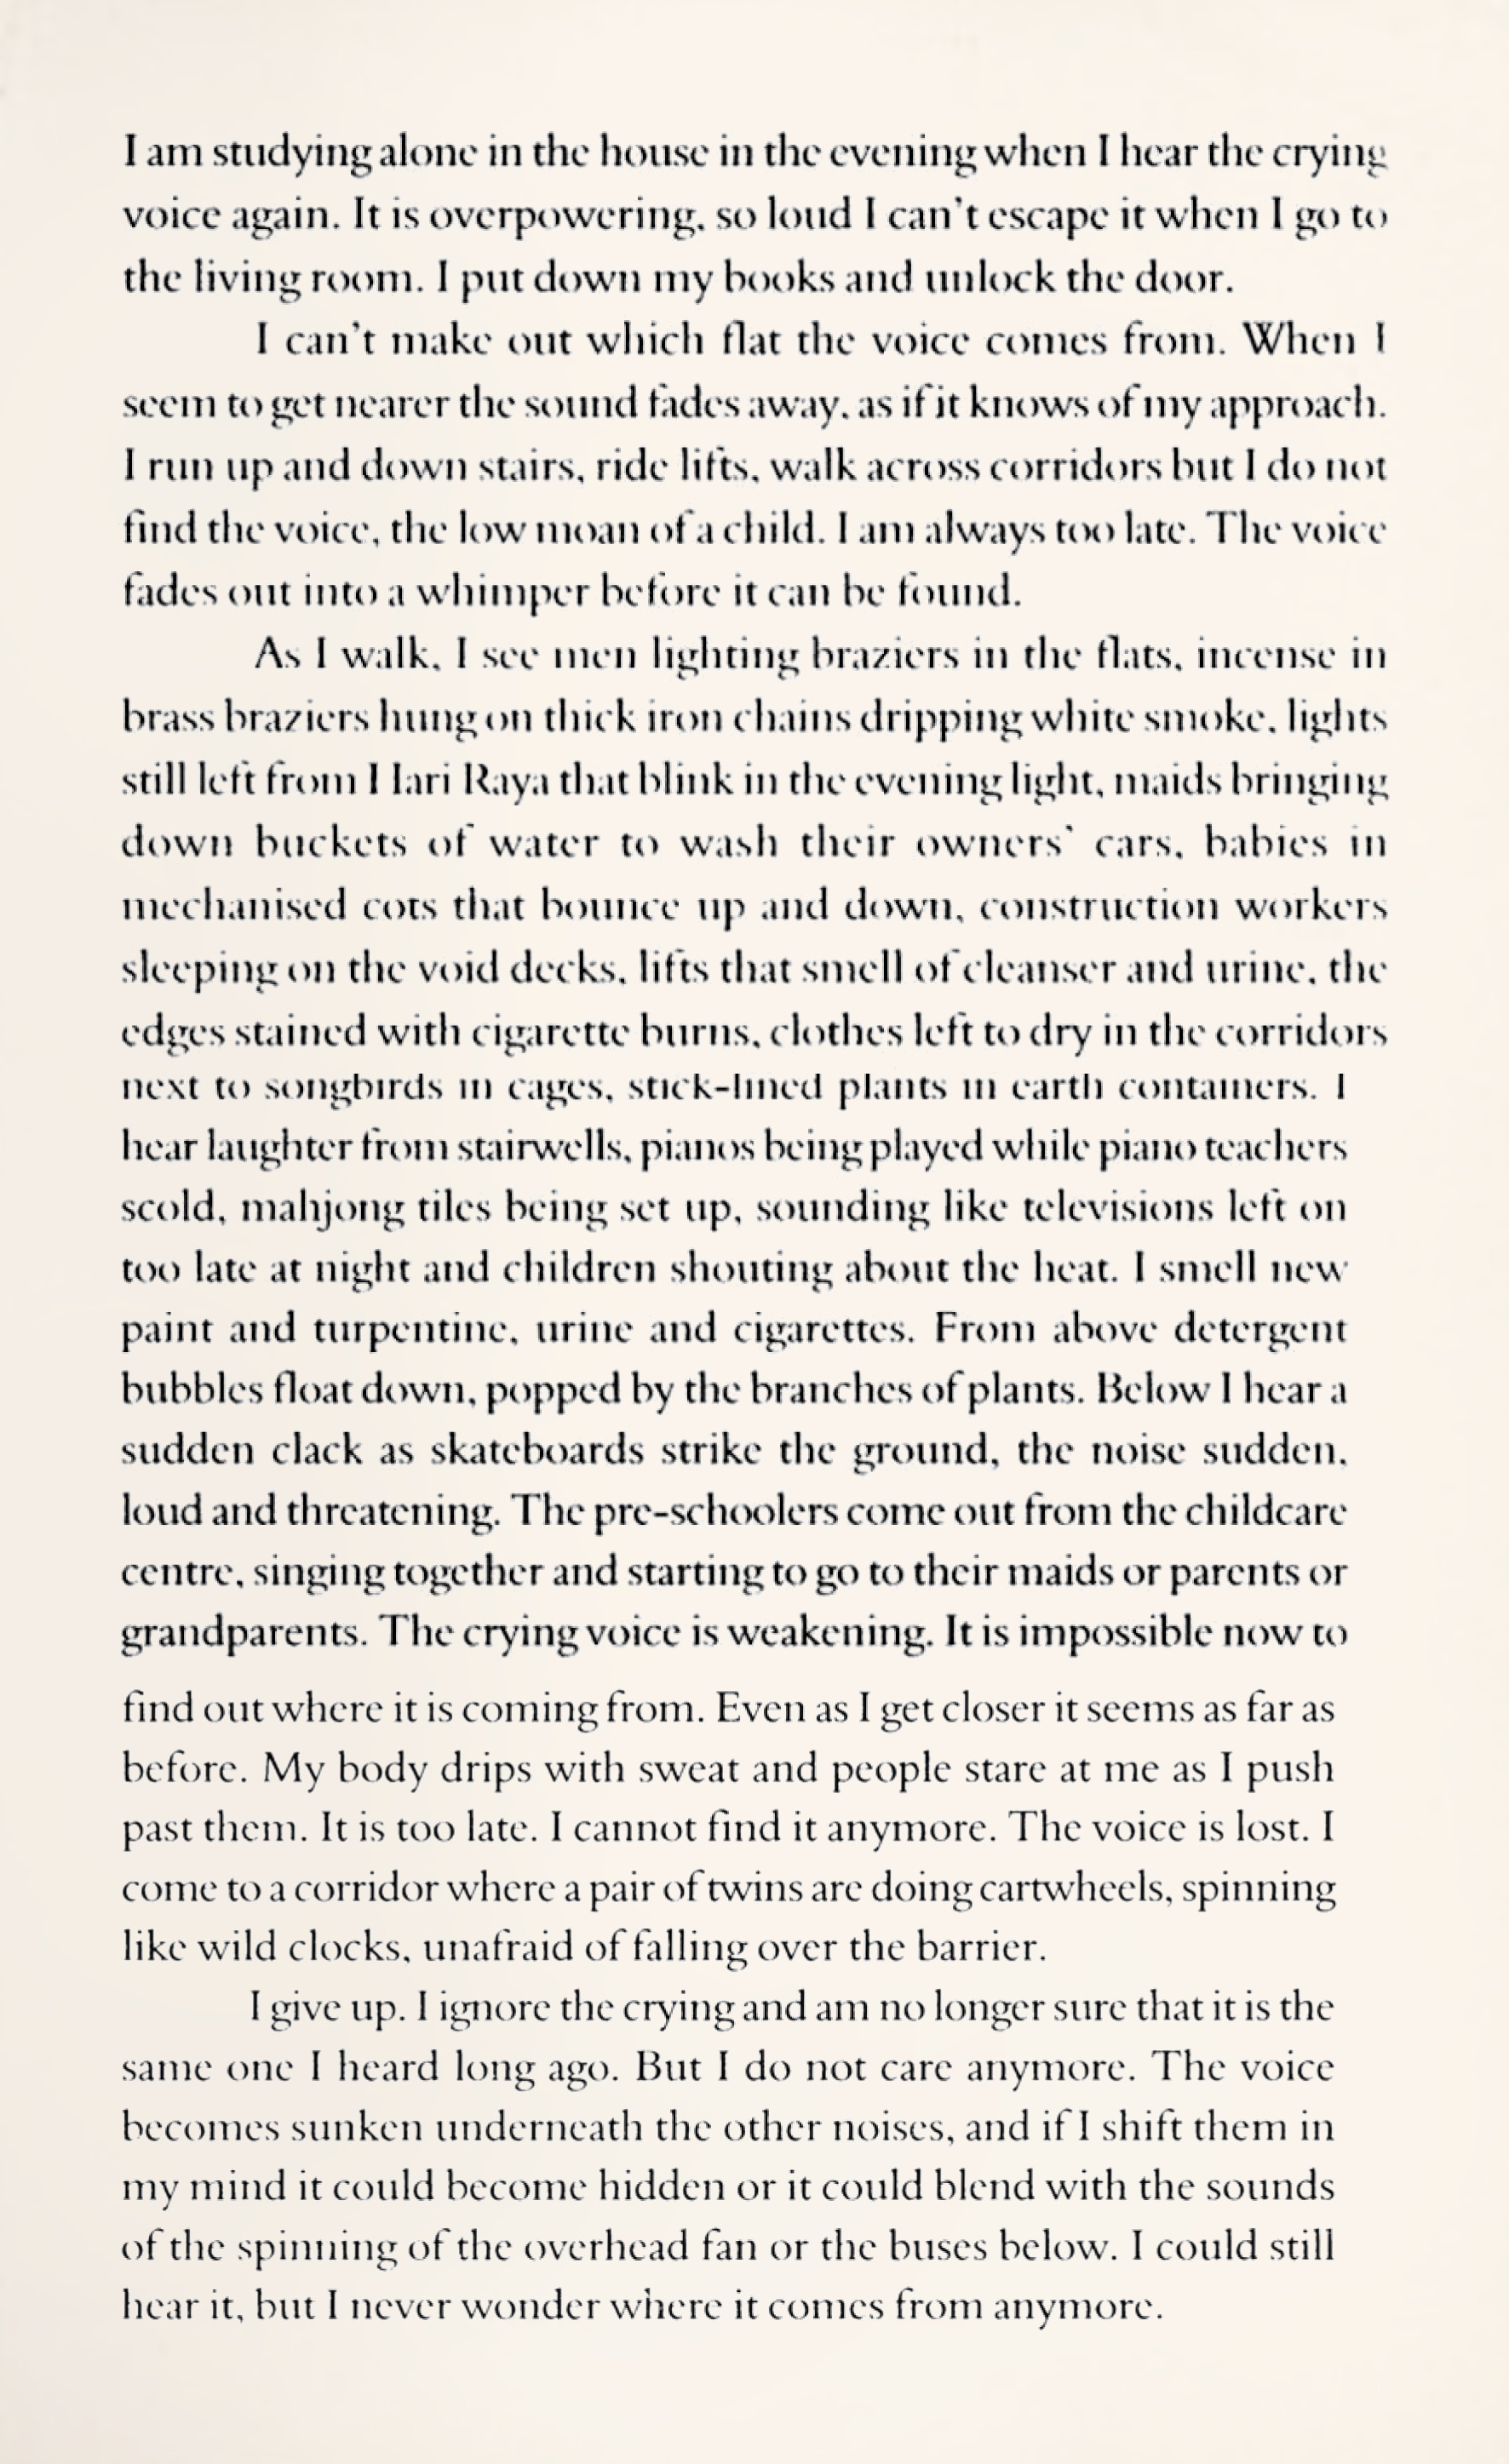 I am studying alone in the house in the evening when I hear the crying
voice again. It is overpowering, so loud I can't escape it when I go to
the living room. I put down my books and unlock the door.
I can't make out which flat the voice comes from. When I
seem to get nearer the sound fades away, as if it knows of my approach.
I run up and down stairs, ride lifts, walk across corridors but I do not
find the voice, the low moan of a child. I am always too late. The voice
fades out into a whimper before it can be found.
As I walk, I see men lighting braziers in the flats, incense in
brass braziers hung on thick iron chains dripping white smoke, lights
still left from Hari Raya that blink in the evening light, maids bringing
down buckets of water to wash their owners' cars, babies in
mechanised cots that bounce up and down, construction workers
sleeping on the void decks, lifts that smell of cleanser and urine, the
edges stained with cigarette burns, clothes left to dry in the corridors
next to songbirds in cages, stick-lined plants in earth containers. I
hear laughter from stairwells, pianos being played while piano teachers
scold, mahjong tiles being set up, sounding like televisions left on
too late at night and children shouting about the heat. I smell new
paint and turpentine, urine and cigarettes. From above detergent
bubbles float down, popped by the branches of plants. Below I hear a
sudden clack as skateboards strike the ground, the noise sudden,
loud and threatening. The pre-schoolers come out from the childcare
centre, singing together and starting to go to their maids or parents or
grandparents. The crying voice is weakening. It is impossible now to
find out where it is coming from. Even as I get closer it seems as far as
before. My body drips with sweat and people stare at me as I push
past them. It is too late. I cannot find it anymore. The voice is lost. I
come to a corridor where a pair of twins are doing cartwheels, spinning
like wild clocks, unafraid of falling over the barrier.
I give up. I ignore the crying and am no longer sure that it is the
same one I heard long ago. But I do not care anymore. The voice
becomes sunken underneath the other noises, and if I shift them in
my mind it could become hidden or it could blend with the sounds
of the spinning of the overhead fan or the buses below. I could still
hear it, but I never wonder where it comes from anymore.